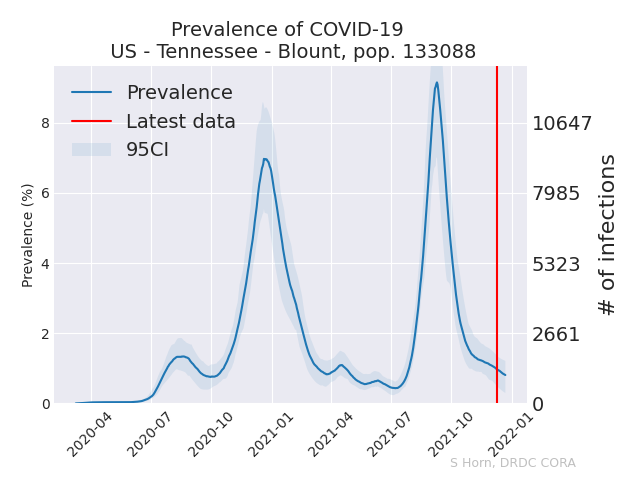 Prevalence of COVID-19
US - Tennessee - Blount, pop. 133088
Prevalence
Latest data
95CI
Prevalence (%)
8
6
4
2
0
10647
7985
5323
2661
0
# of infections
2020-04
2020-07
2020-10
2021-01
2021-04
2021-07
2021-10
2022-01
S Horn, DRDC CORA